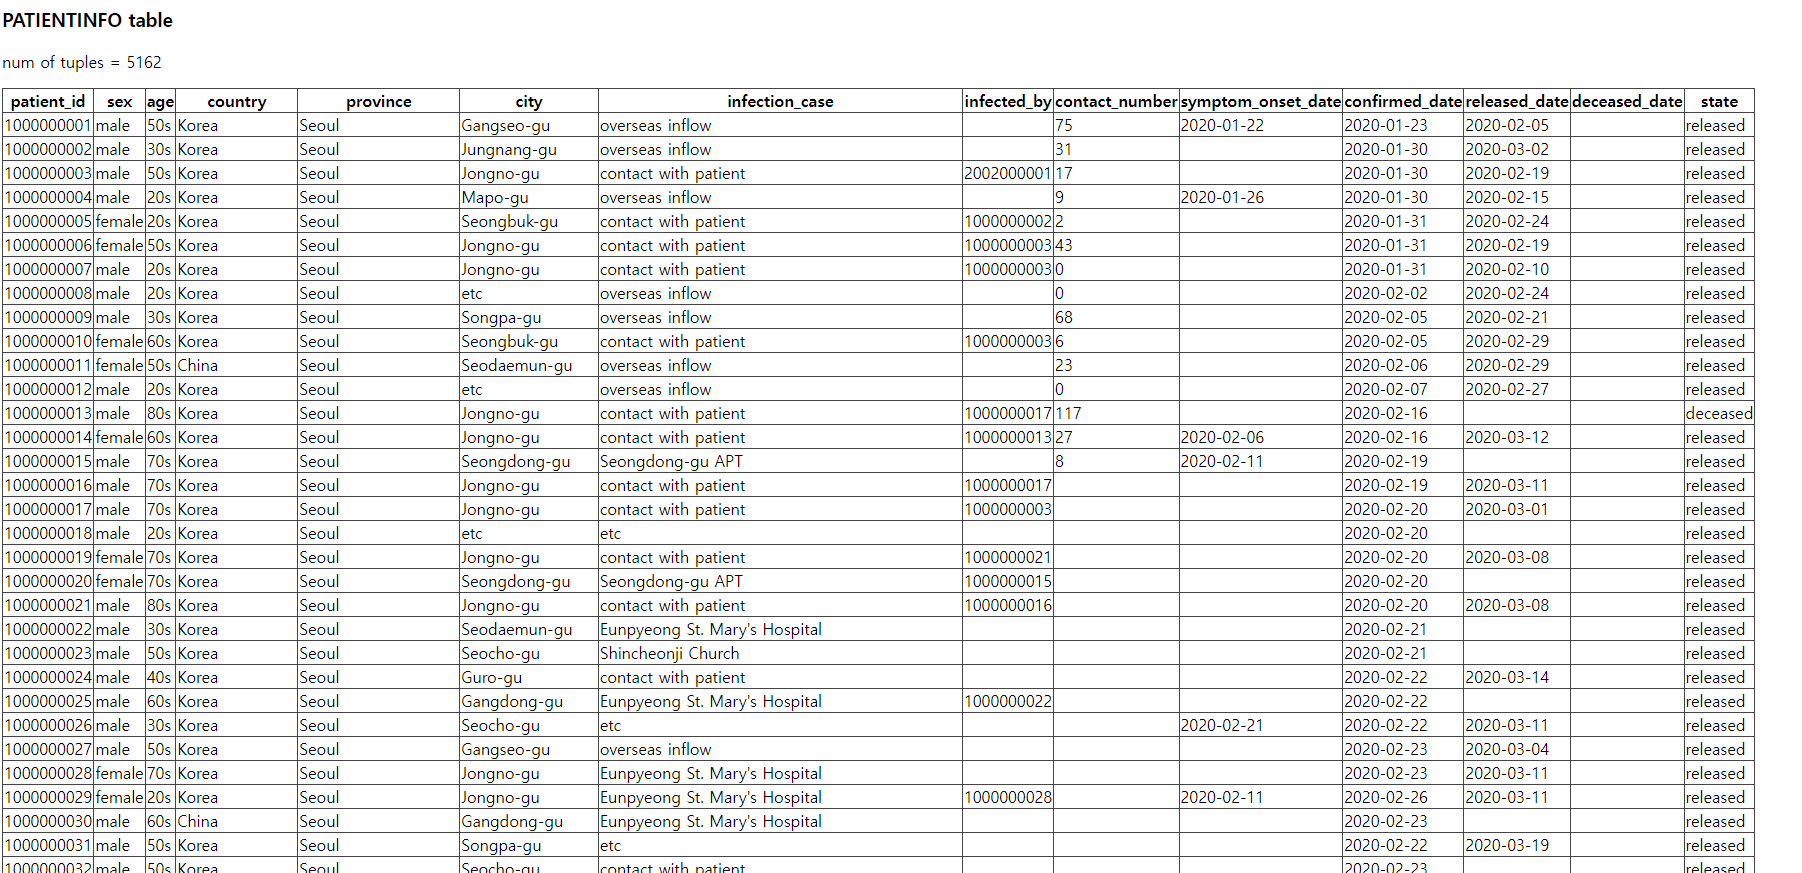 PATIENTINFO table
num of tuples = 5162
patient_id sex age country province city infection_case infected_by contact_number symptom_onset_date confirmed_date released_date deceased_date state
1000000001 male 50s Korea Seoul Gangseo-gu overseas inflow 75 2020-01-22 2020-01-23 2020-02-05 released
1000000002 male 30s Korea Seoul Jungnang-gu overseas inflow 31 2020-01-30 2020-03-02 released
1000000003 male 50s Korea Seoul Jongno-gu contact with patient 2002000001 17 2020-01-30 2020-02-19 released
1000000004 male 20s Korea Seoul Mapo-gu overseas inflow 9 2020-01-26 2020-01-30 2020-02-15 released
1000000005 female 20s Korea Seoul Seongbuk-gu contact with patient 1000000002 2 2020-01-31 2020-02-24 released
1000000006 female 50s Korea Seoul Jongno-gu contact with patient 1000000003 43 2020-01-31 2020-02-19 released
1000000007 male 20s Korea Seoul Jongno-gu contact with patient 1000000003 0 2020-01-31 2020-02-10 released
1000000008 male 20s Korea Seoul etc overseas inflow 0 2020-02-02 2020-02-24 released
1000000009 male 30s Korea Seoul Songpa-gu overseas inflow 68 2020-02-05 2020-02-21 released
1000000010 female 60s Korea Seoul Seongbuk-gu contact with patient 1000000003 6 2020-02-05 2020-02-29 released
1000000011 female 50s China Seoul Seodaemun-gu overseas inflow 23 2020-02-06 2020-02-29 released
1000000012 male 20s Korea Seoul etc overseas inflow 0 2020-02-07 2020-02-27 released
1000000013 male 80s Korea Seoul Jongno-gu contact with patient 1000000017 117 2020-02-16 deceased
1000000014 female 60s Korea Seoul Jongno-gu contact with patient 1000000013 27 2020-02-06 2020-02-16 2020-03-12 released
1000000015 male 70s Korea Seoul Seongdong-gu Seongdong-gu APT 8 2020-02-11 2020-02-19 released
1000000016 male 70s Korea Seoul Jongno-gu contact with patient 1000000017 2020-02-19 2020-03-11 released
1000000017 male 70s Korea Seoul Jongno-gu contact with patient 1000000003 2020-02-20 2020-03-01 released
1000000018 male 20s Korea Seoul etc etc 2020-02-20 released
1000000019 female 70s Korea Seoul Jongno-gu contact with patient 1000000021 2020-02-20 2020-03-08 released
1000000020 female 70s Korea Seoul Seongdong-gu Seongdong-gu APT 1000000015 2020-02-20 released
1000000021 male 80s Korea Seoul Jongno-gu contact with patient 1000000016 2020-02-20 2020-03-08 released
1000000022 male 30s Korea Seoul Seodaemun-gu Eunpyeong St. Mary's Hospital 2020-02-21 released
1000000023 male 50s Korea Seoul Seocho-gu Shincheonji Church 2020-02-21 released
1000000024 male 40s Korea Seoul Guro-gu contact with patient 2020-02-22 2020-03-14 released
1000000025 male 60s Korea Seoul Gangdong-gu Eunpyeong St. Mary's Hospital 1000000022 2020-02-22 released
1000000026 male 30s Korea Seoul Seocho-gu etc 2020-02-21 2020-02-22 2020-03-11 released
1000000027 male 50s Korea Seoul Gangseo-gu overseas inflow 2020-02-23 2020-03-04 released
1000000028 female 70s Korea Seoul Jongno-gu Eunpyeong St. Mary's Hospital 2020-02-23 2020-03-11 released
1000000029 female 20s Korea Seoul Jongno-gu Eunpyeong St. Mary's Hospital 1000000028 2020-02-11 2020-02-26 2020-03-11 released
1000000030 male 60s China Seoul Gangdong-gu Eunpyeong St. Mary's Hospital 2020-02-23 released
1000000031 male 50s Korea Seoul Songpa-gu etc 2020-02-22 2020-03-19 released
1000000032 male 50s Korea Seoul Seocho-gu contact with patient 2020-02-23 released